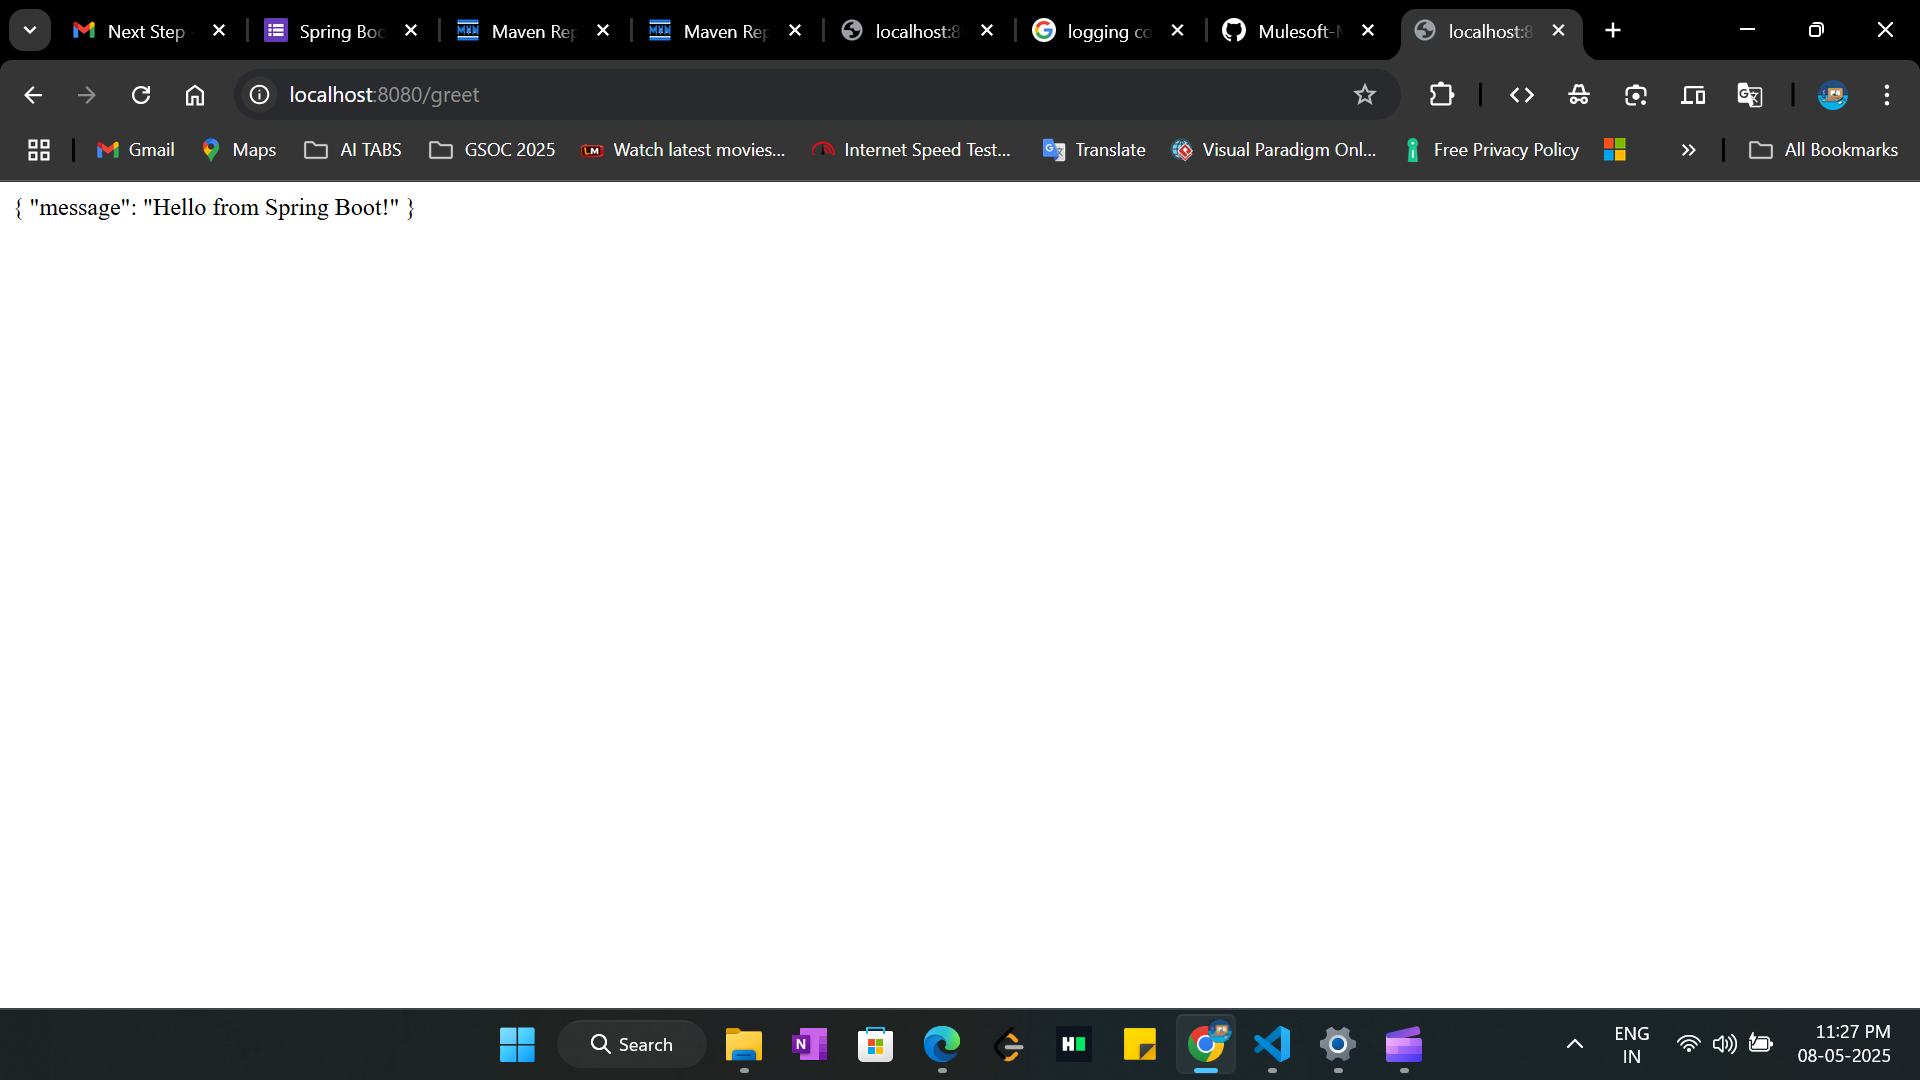 Next Step
Spring Boo
Maven Rep
Maven Rep
localhost:8
logging co
Mulesoft-M
localhost:8
localhost:8080/greet
Gmail
Maps
AI TABS
GSOC 2025
LM
Watch latest movies...
Internet Speed Test...
Translate
Visual Paradigm Onl...
Free Privacy Policy
All Bookmarks
{ "message": "Hello from Spring Boot!" }
Search
N
H
ENG
IN
11:27 PM
08-05-2025